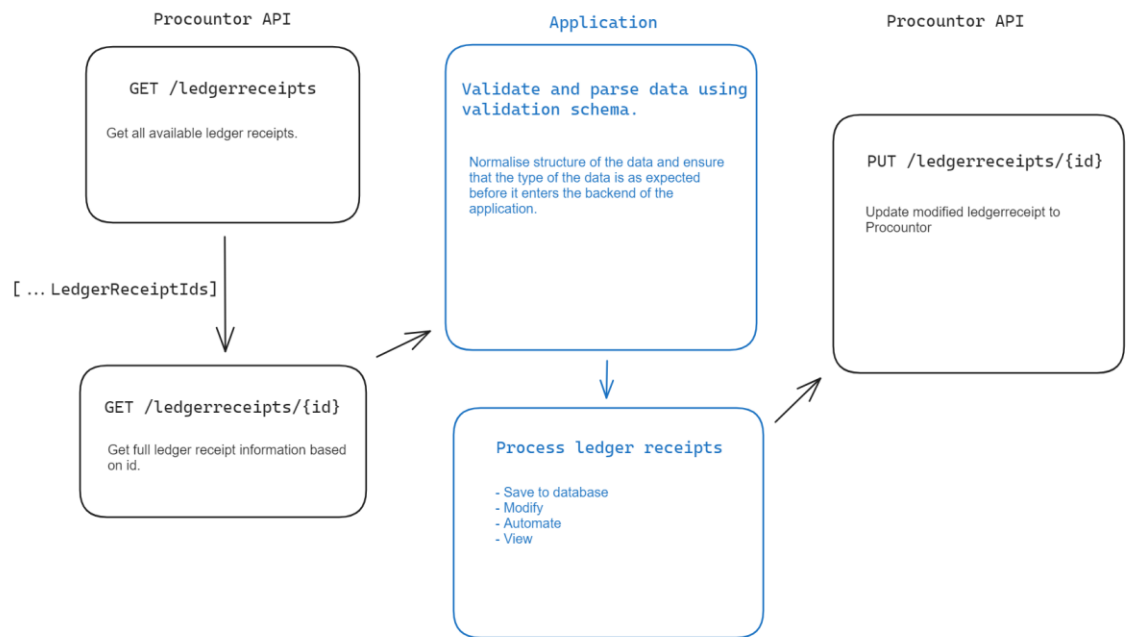 Procountor API
GET /ledgerreceipts
Get all available ledger receipts.
[ ... LedgerReceiptIds]
GET /ledgerreceipts/{id}
Get full ledger receipt information based
on id.
Application
Validate and parse data using
validation schema.
Normalise structure of the data and ensure
that the type of the data is as expected
before it enters the backend of the
application.
Process ledger receipts
- Save to database
- Modify
- Automate
- View
Procountor API
PUT /ledgerreceipts/{id}
Update modified ledgerreceipt to
Procountor